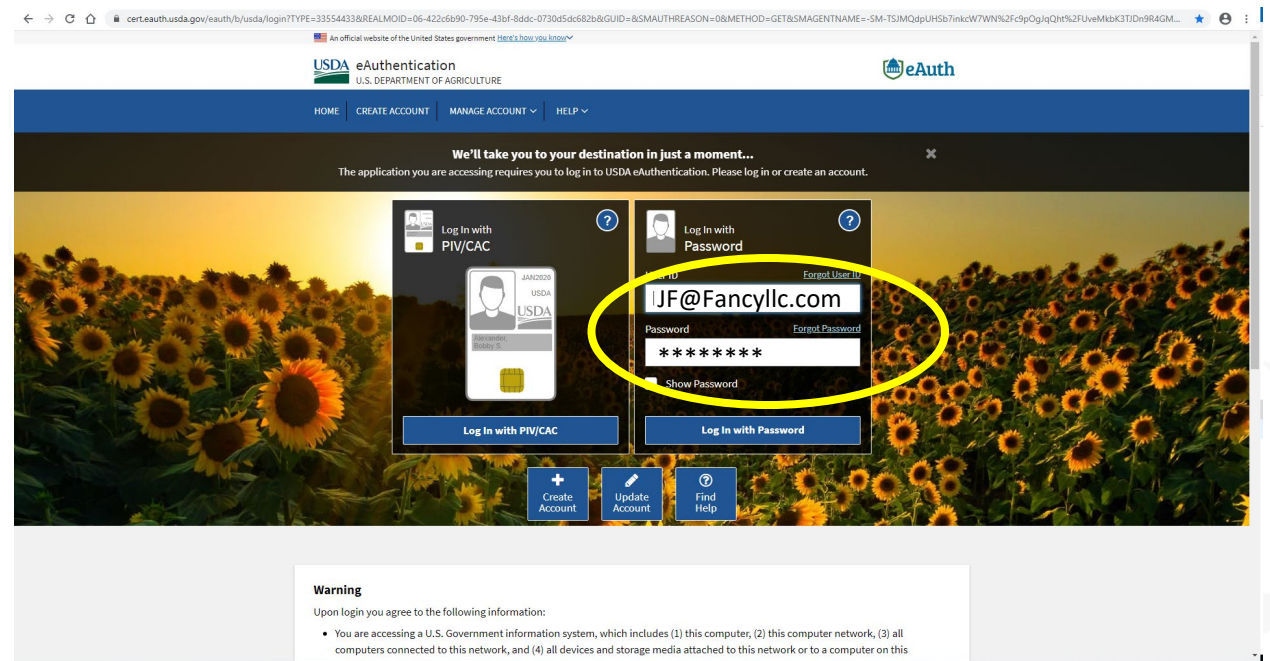 cert.eauth.usda.gov/eauth/b/usda/login?TYPE=33554433&REALMOID=06-422c6b90-795e-43bf-8ddc-0730d5dc682b&GUID=&SMAUTHREASON=0&METHOD=GET&SMAGENTNAME=-SM-TSJMQdpUHSb7inkcW7WN%2Fc9pOgJqQht%2FUveMkbK3TJDn9R4GM...
An official website of the United States government Here's how you know
USDA eAuthentication
U.S. DEPARTMENT OF AGRICULTURE
eAuth
HOME CREATE ACCOUNT MANAGE ACCOUNT HELP
We'll take you to your destination in just a moment...
The application you are accessing requires you to log in to USDA eAuthentication. Please log in or create an account.
Log In with
PIV/CAC
?
JAN2020
USDA
USDA
Alexander,
Bobby S.
Log In with PIV/CAC
Log In with
Password
?
User ID Forgot User ID
JF@Fancyllc.com
Password Forgot Password
********
Show Password
Log In with Password
Create
Account
Update
Account
Find
Help
Warning
Upon login you agree to the following information:
• You are accessing a U.S. Government information system, which includes (1) this computer, (2) this computer network, (3) all
computers connected to this network, and (4) all devices and storage media attached to this network or to a computer on this